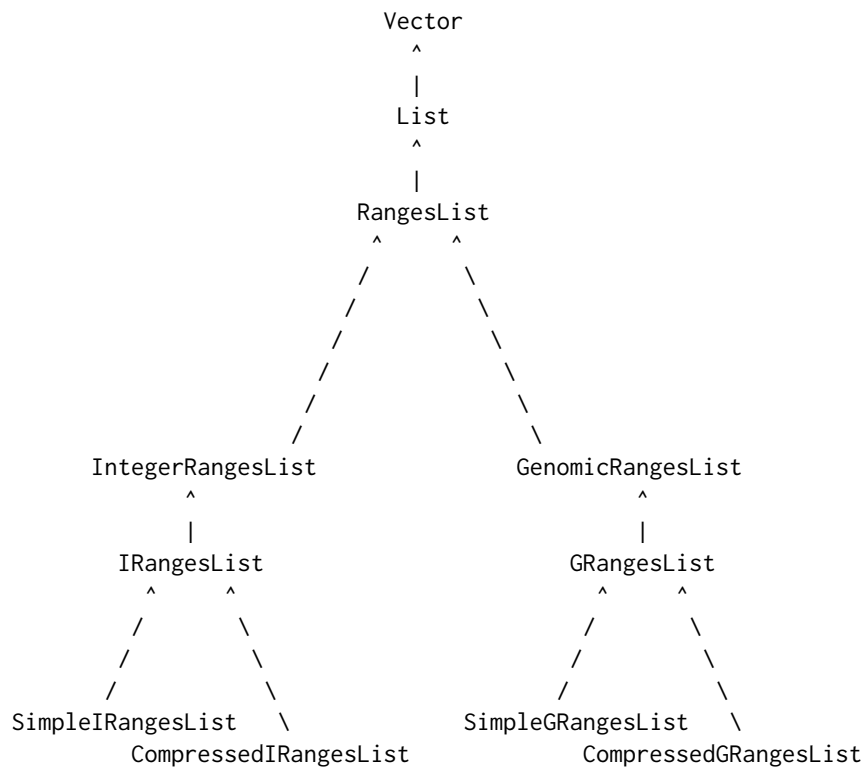 Vector
^
|
List
^
|
RangesList
^ ^
/ \
/ \
/ \
/ \
/ \
/ \
IntegerRangesList GenomicRangesList
^ ^
| |
IRangesList GRangesList
^ ^ ^ ^
/ \ / \
/ \ / \
/ \ / \
SimpleIRangesList \ SimpleGRangesList \
CompressedIRangesList CompressedGRangesList